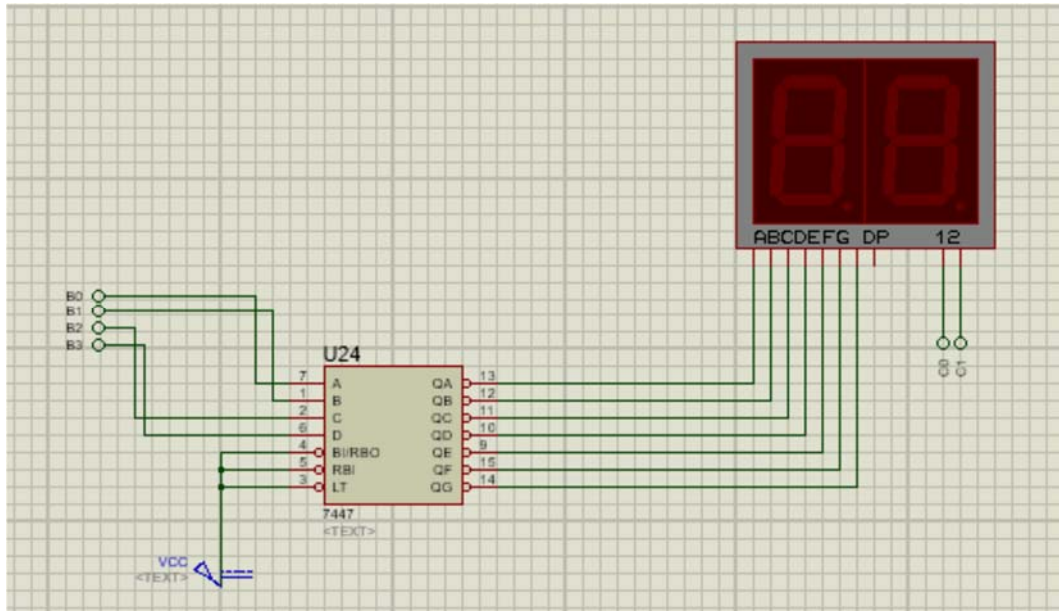 ABCDEFG DP 12
B0
B1
B2
B3
C0
C1
U24
7 A QA 13
1 B QB 12
2 C QC 11
6 D QD 10
4 BI/RBO QE 9
5 RBI QF 15
3 LT QG 14
7447
<TEXT>
VCC
<TEXT>